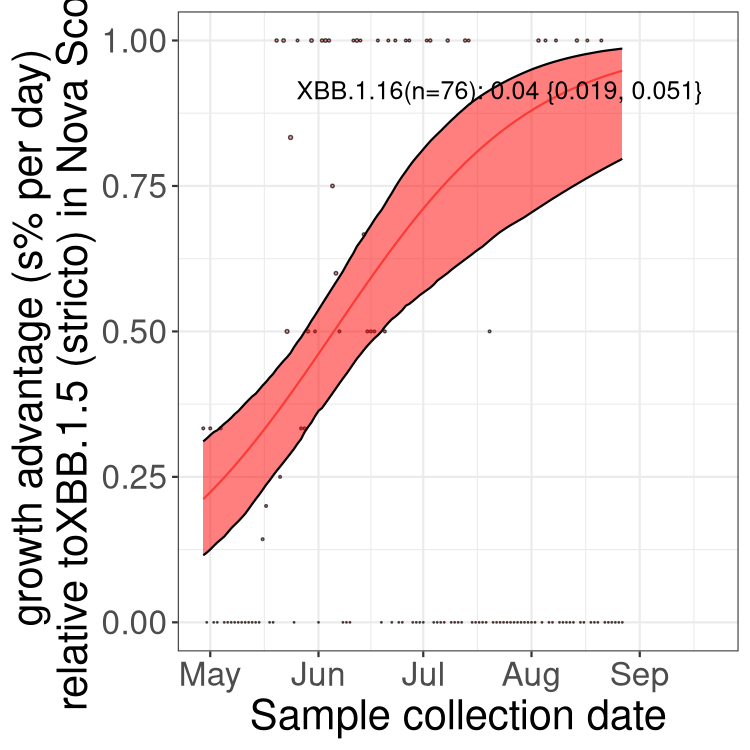 growth advantage (s% per day)
relative toXBB.1.5 (stricto) in Nova Sco
1.00
0.75
0.50
0.25
0.00
XBB.1.16(n=76): 0.04 {0.019, 0.051}
May Jun Jul Aug Sep
Sample collection date